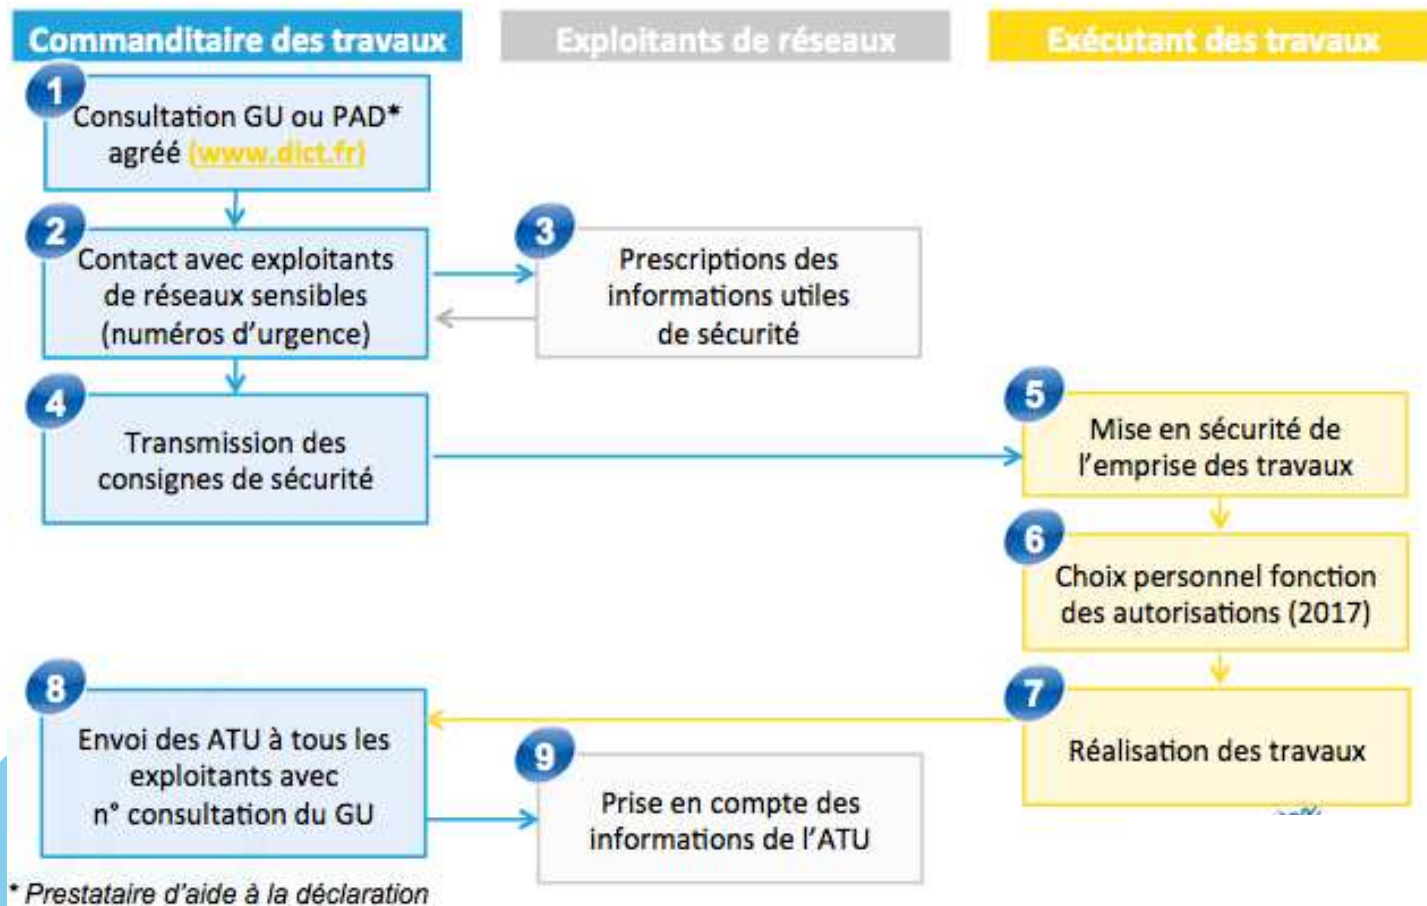 Commanditaire des travaux
Exploitants de réseaux
Exécutant des travaux
1
Consultation GU ou PAD*
agréé (www.dict.fr)
2
Contact avec exploitants
de réseaux sensibles
(numéros d'urgence)
3
Prescriptions des
informations utiles
de sécurité
4
Transmission des
consignes de sécurité
5
Mise en sécurité de
l'emprise des travaux
6
Choix personnel fonction
des autorisations (2017)
7
Réalisation des travaux
8
Envoi des ATU à tous les
exploitants avec
n° consultation du GU
9
Prise en compte des
informations de l'ATU
* Prestataire d'aide à la déclaration